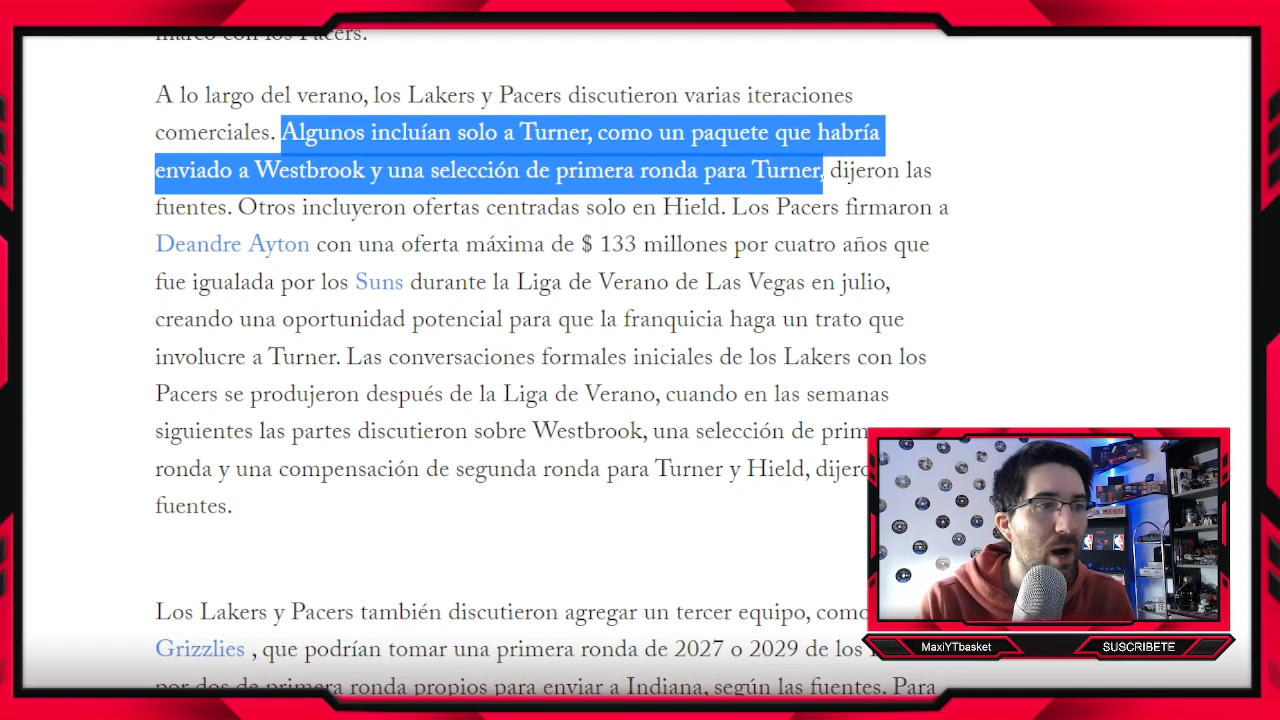 marco con los Pacers.
A lo largo del verano, los Lakers y Pacers discutieron varias iteraciones
comerciales. Algunos incluían solo a Turner, como un paquete que habría
enviado a Westbrook y una selección de primera ronda para Turner, dijeron las
fuentes. Otros incluyeron ofertas centradas solo en Hield. Los Pacers firmaron a
Deandre Ayton con una oferta máxima de $ 133 millones por cuatro años que
fue igualada por los Suns durante la Liga de Verano de Las Vegas en julio,
creando una oportunidad potencial para que la franquicia haga un trato que
involucre a Turner. Las conversaciones formales iniciales de los Lakers con los
Pacers se produjeron después de la Liga de Verano, cuando en las semanas
siguientes las partes discutieron sobre Westbrook, una selección de prim
ronda y una compensación de segunda ronda para Turner y Hield, dijero
fuentes.
Los Lakers y Pacers también discutieron agregar un tercer equipo, como
Grizzlies , que podrían tomar una primera ronda de 2027 o 2029 de los
por dos de primera ronda propios para enviar a Indiana, según las fuentes. Para
MaxiYTbasket
SUSCRIBETE